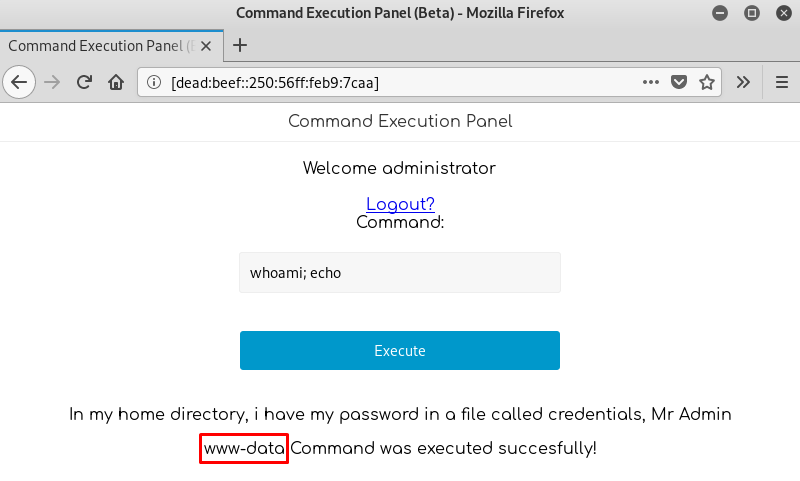 Command Execution Panel (Beta) - Mozilla Firefox
Command Execution Panel (
[dead:beef::250:56ff:feb9:7caa]
Command Execution Panel
Welcome administrator
Logout?
Command:
whoami; echo
Execute
In my home directory, i have my password in a file called credentials, Mr Admin
www-data Command was executed succesfully!